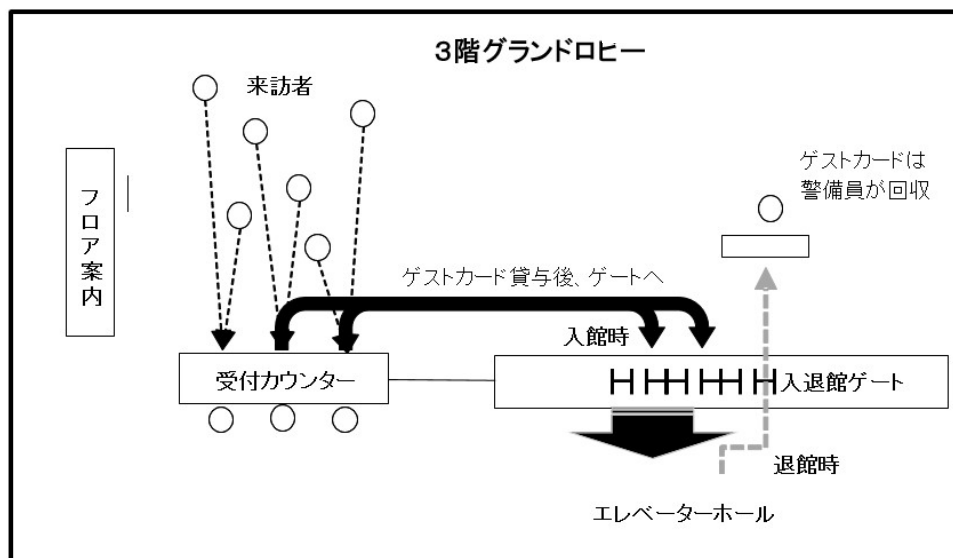 3階グランドロビー
来訪者
ゲストカードは
警備員が回収
フロア案内
ゲストカード貸与後、ゲートへ
入館時
受付カウンター
入退館ゲート
退館時
エレベーターホール